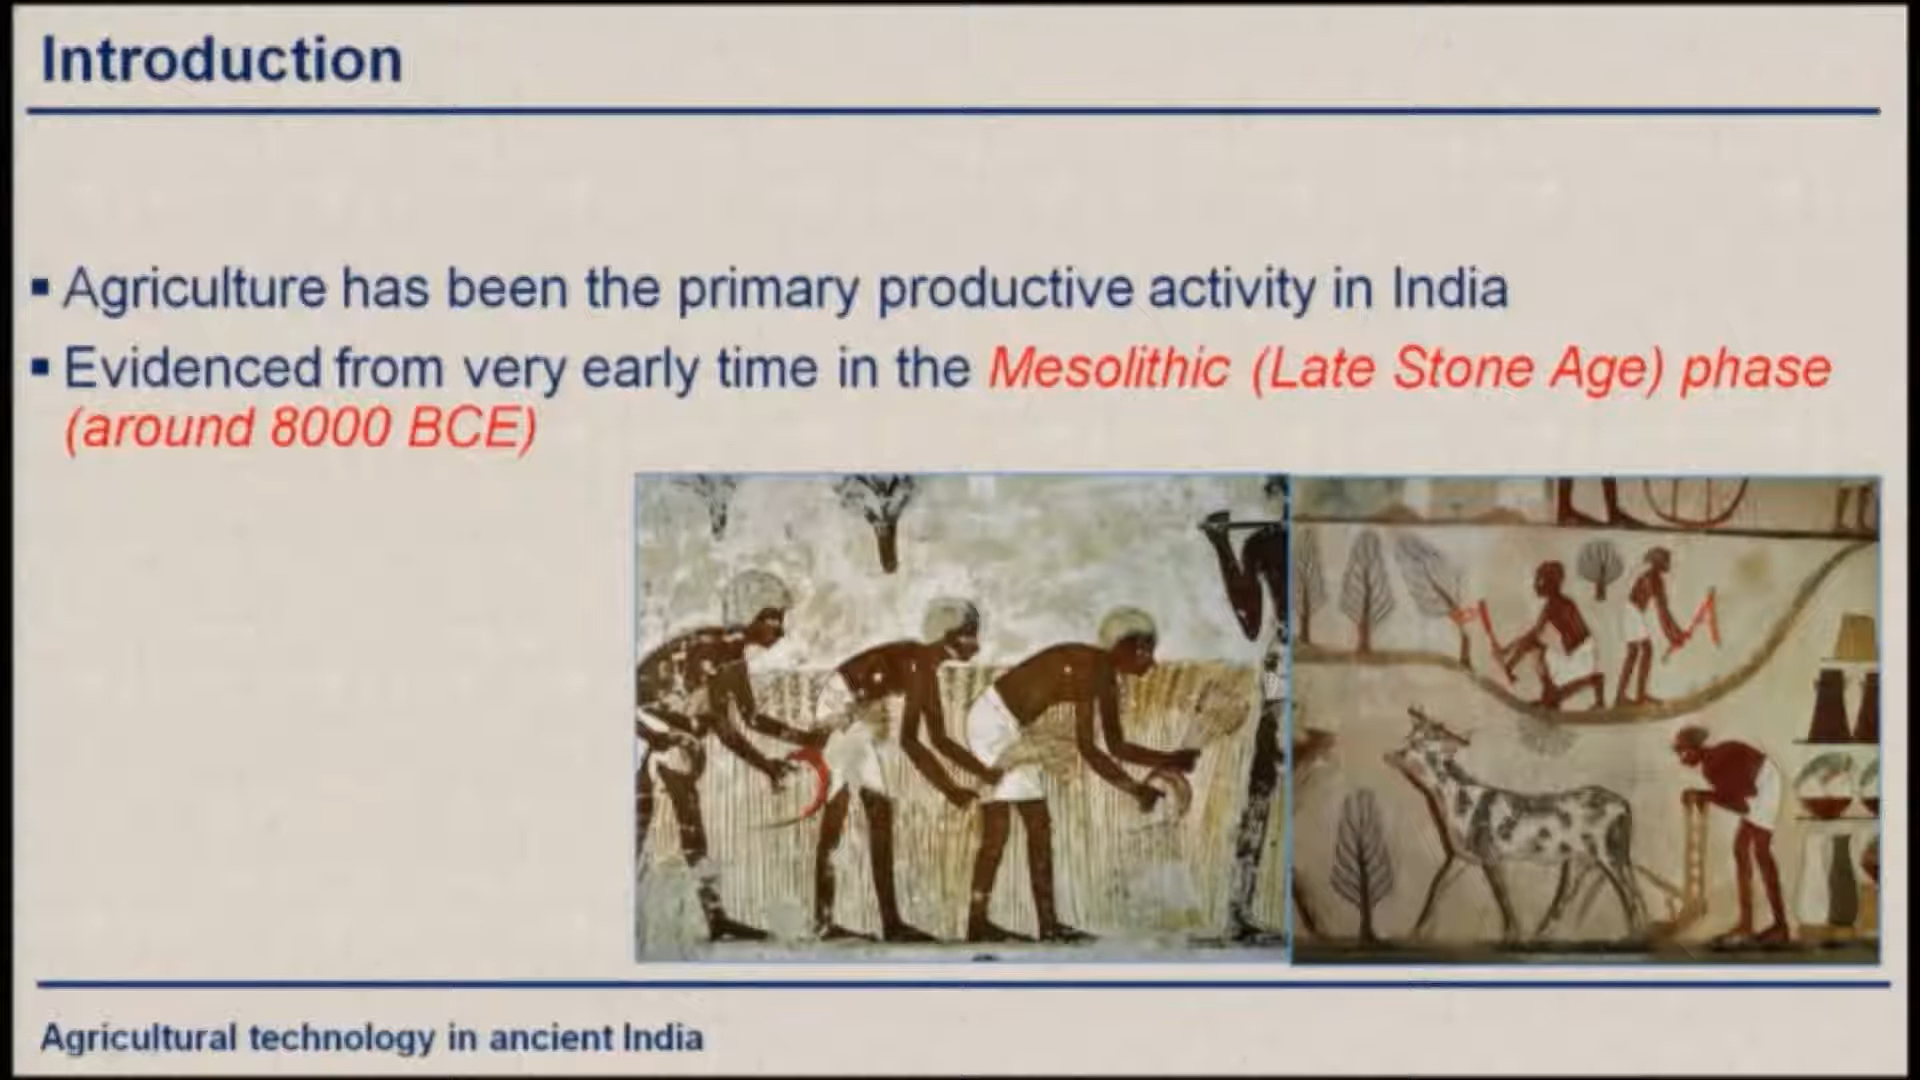 Introduction
▪ Agriculture has been the primary productive activity in India
▪ Evidenced from very early time in the Mesolithic (Late Stone Age) phase
(around 8000 BCE)
Agricultural technology in ancient India